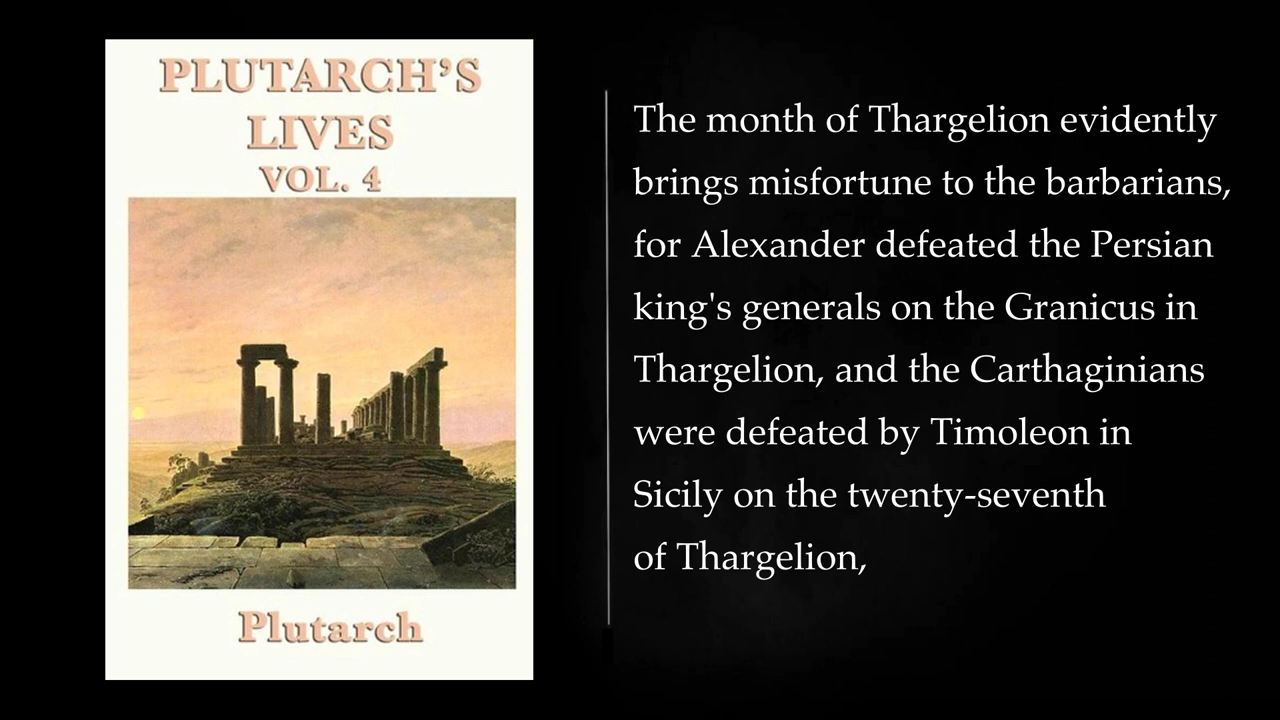 PLUTARCH'S
LIVES
VOL. 4
Plutarch
The month of Thargelion evidently
brings misfortune to the barbarians,
for Alexander defeated the Persian
king's generals on the Granicus in
Thargelion, and the Carthaginians
were defeated by Timoleon in
Sicily on the twenty-seventh
of Thargelion,